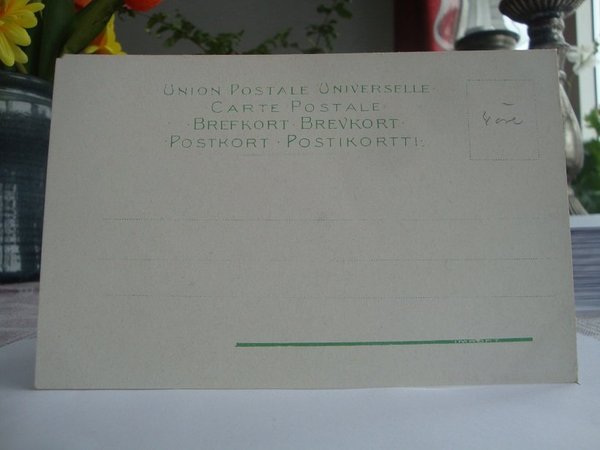 UNION POSTALE UNIVERSELLE·
CARTE POSTALE·
·BREFKORT·BREVKORT·
·POSTKORT·POSTIKORTTI·